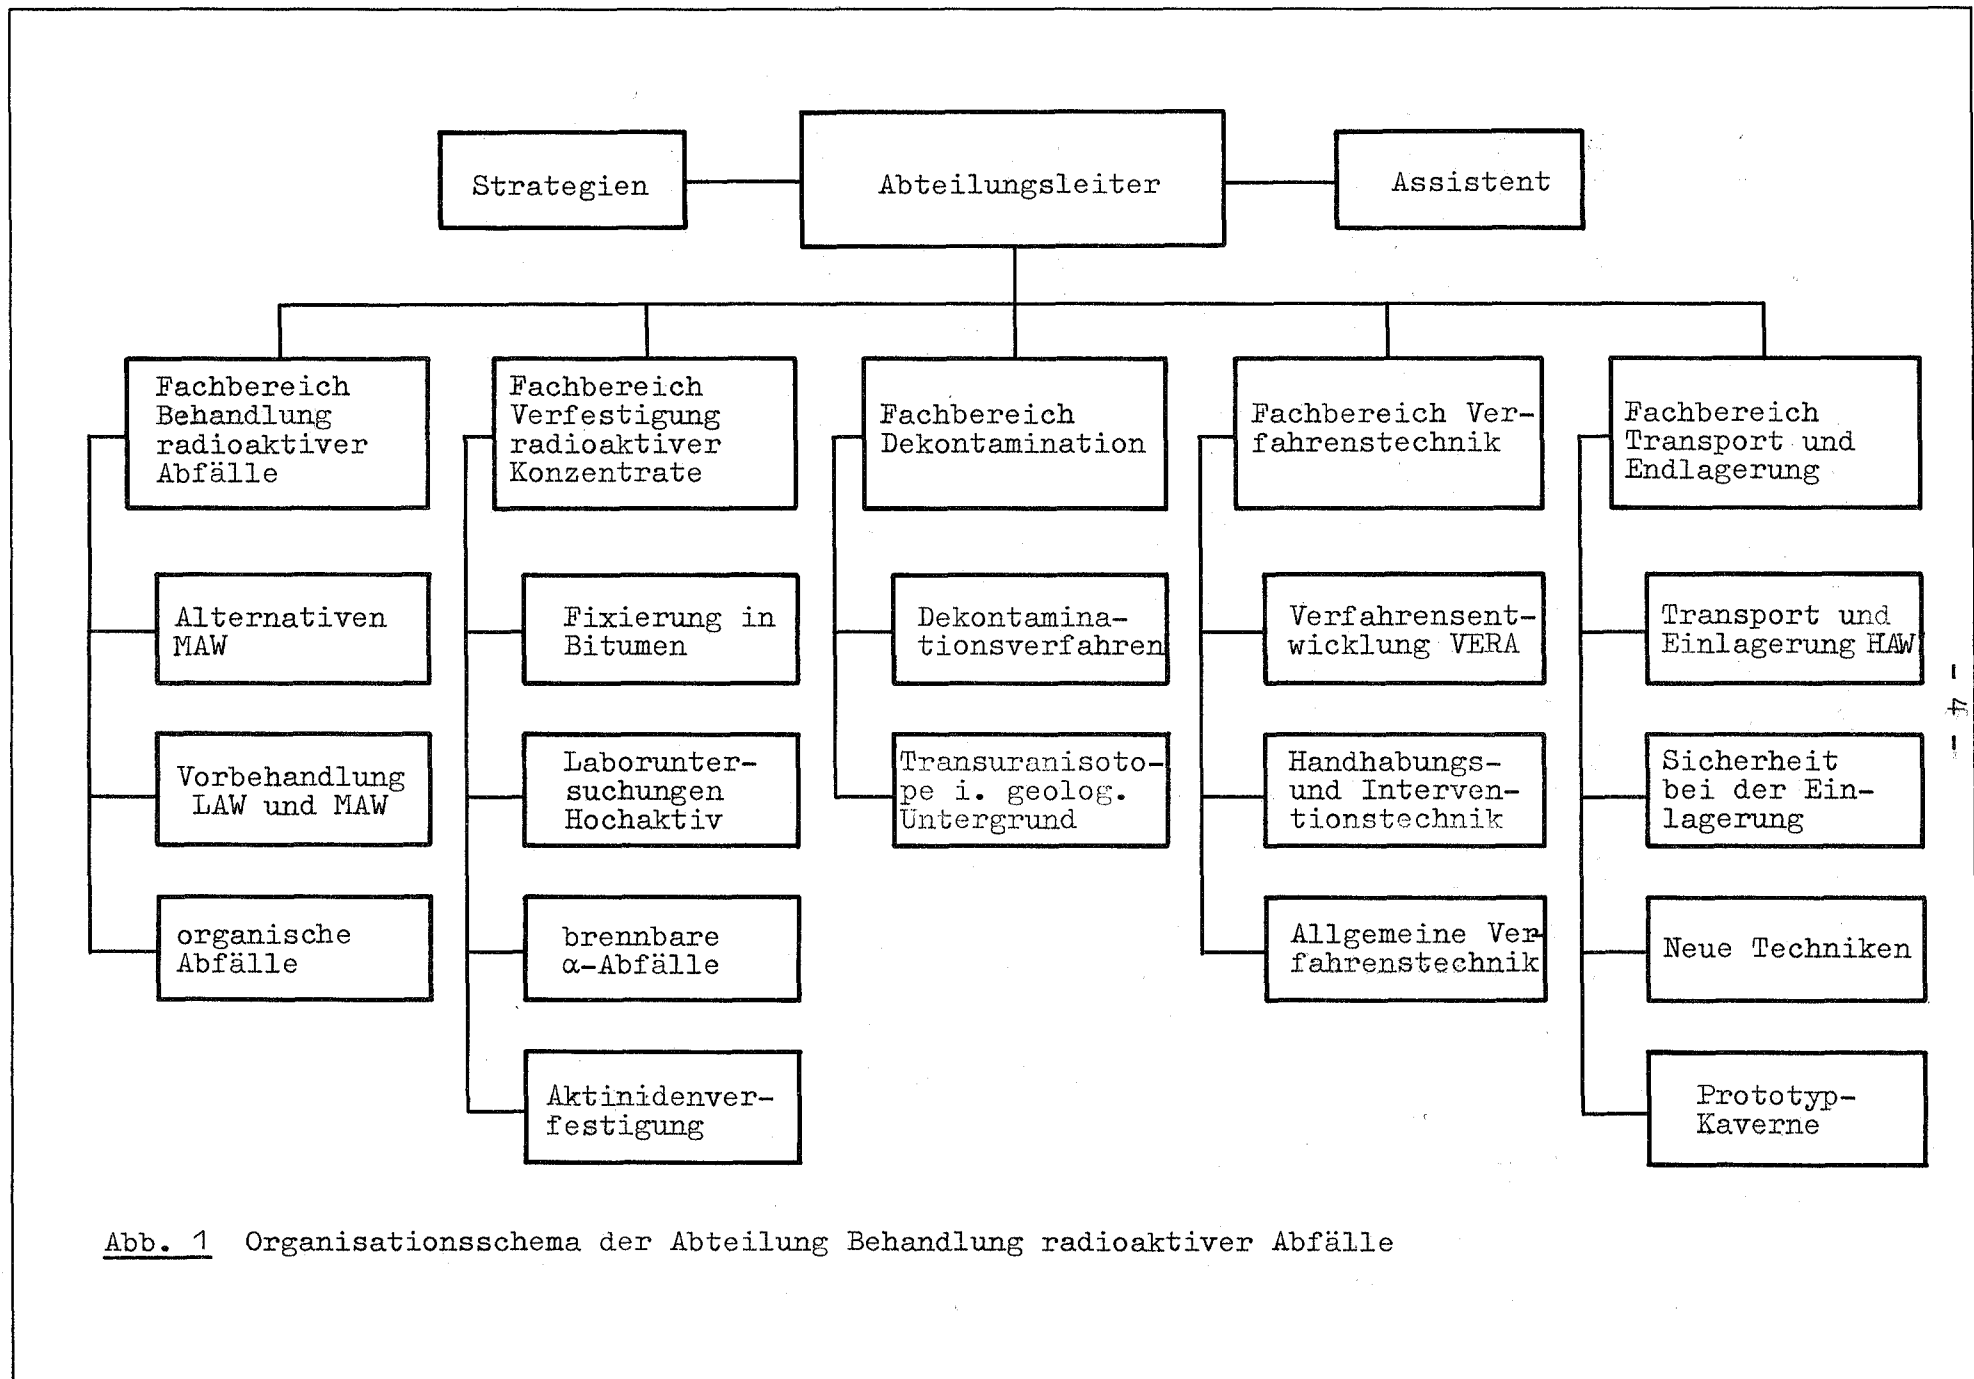 Strategien
Abteilungsleiter
Assistent
Fachbereich
Behandlung
radioaktiver
Abfälle
Fachbereich
Verfestigung
radioaktiver
Konzentrate
Fachbereich
Dekontamination
Fachbereich Ver-
fahrenstechnik
Fachbereich
Transport und
Endlagerung
Alternativen
MAW
Fixierung in
Bitumen
Dekontamina-
tionsverfahren
Verfahrensent-
wicklung VERA
Transport und
Einlagerung HAW
Vorbehandlung
LAW und MAW
Laborunter-
suchungen
Hochaktiv
Transuranisoto-
pe i. geolog.
Untergrund
Handhabungs-
und Interven-
tionstechnik
Sicherheit
bei der Ein-
lagerung
organische
Abfälle
brennbare
α-Abfälle
Allgemeine Ver-
fahrenstechnik
Neue Techniken
Aktinidenver-
festigung
Prototyp-
Kaverne
- 4 -
Abb. 1 Organisationsschema der Abteilung Behandlung radioaktiver Abfälle